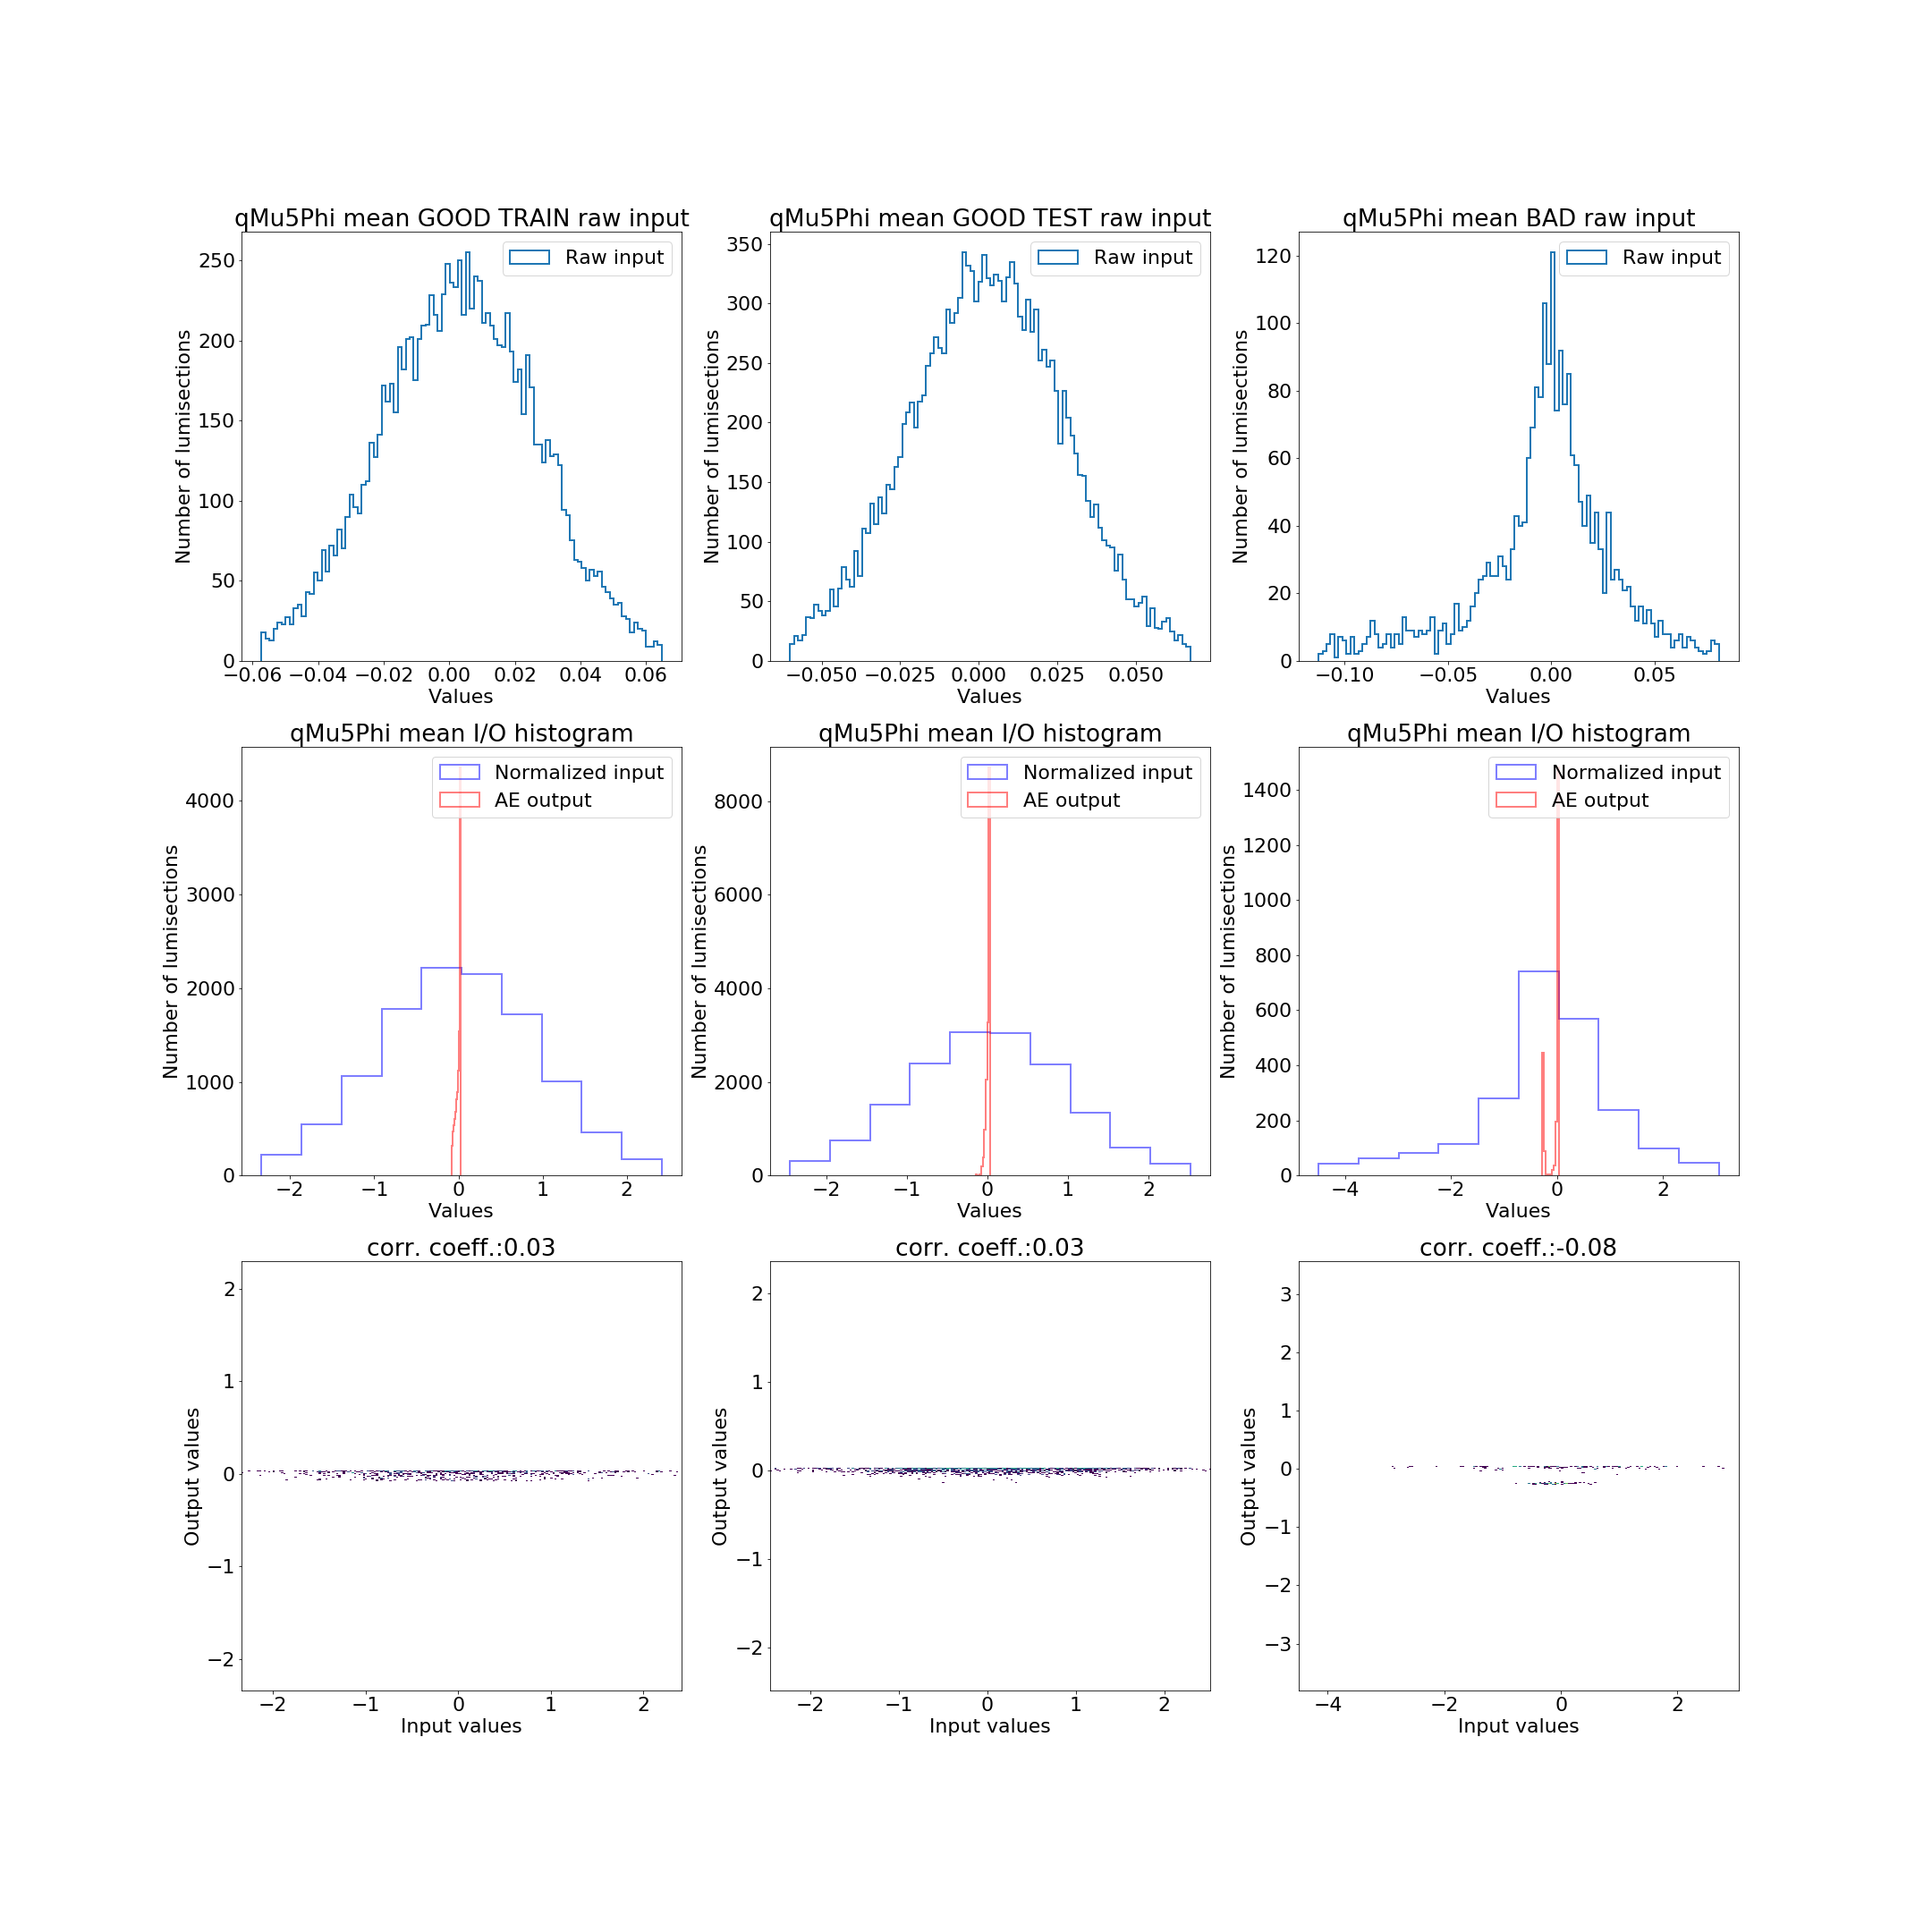 qMu5Phi mean GOOD TRAIN raw input
Raw input
Number of lumisections
250
200
150
100
50
0
−0.06 −0.04 −0.02 0.00 0.02 0.04 0.06
Values
qMu5Phi mean GOOD TEST raw input
Raw input
Number of lumisections
350
300
250
200
150
100
50
0
−0.050 −0.025 0.000 0.025 0.050
Values
qMu5Phi mean BAD raw input
Raw input
Number of lumisections
120
100
80
60
40
20
0
−0.10 −0.05 0.00 0.05
Values
qMu5Phi mean I/O histogram
Normalized input
AE output
Number of lumisections
4000
3000
2000
1000
0
−2 −1 0 1 2
Values
qMu5Phi mean I/O histogram
Normalized input
AE output
Number of lumisections
8000
6000
4000
2000
0
−2 −1 0 1 2
Values
qMu5Phi mean I/O histogram
Normalized input
AE output
Number of lumisections
1400
1200
1000
800
600
400
200
0
−4 −2 0 2
Values
corr. coeff.:0.03
Output values
2
1
0
−1
−2
−2 −1 0 1 2
Input values
corr. coeff.:0.03
Output values
2
1
0
−1
−2
−2 −1 0 1 2
Input values
corr. coeff.:-0.08
Output values
3
2
1
0
−1
−2
−3
−4 −2 0 2
Input values